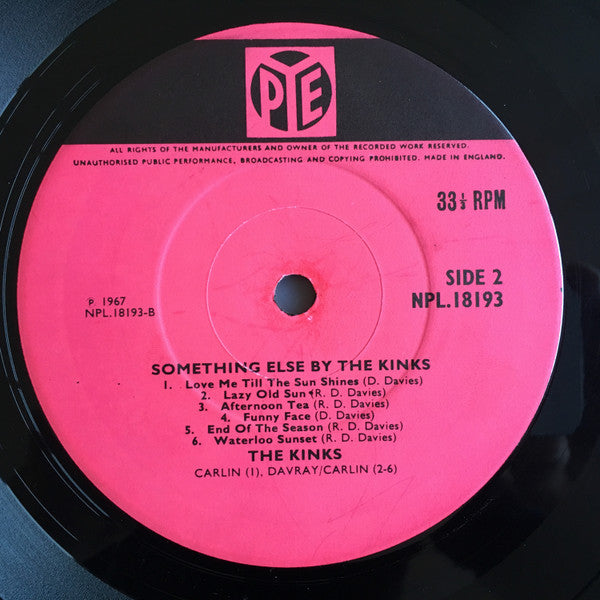 PYE
ALL RIGHTS OF THE MANUFACTURERS AND OWNER OF THE RECORDED WORK RESERVED.
UNAUTHORISED PUBLIC PERFORMANCE, BROADCASTING AND COPYING PROHIBITED. MADE IN ENGLAND.
33⅓ RPM
SIDE 2
NPL.18193
℗ 1967
NPL.18193-B
SOMETHING ELSE BY THE KINKS
1. Love Me Till The Sun Shines (D. Davies)
2. Lazy Old Sun (R. D. Davies)
3. Afternoon Tea (R. D. Davies)
4. Funny Face (D. Davies)
5. End Of The Season (R. D. Davies)
6. Waterloo Sunset (R. D. Davies)
THE KINKS
CARLIN (1), DAVRAY/CARLIN (2-6)